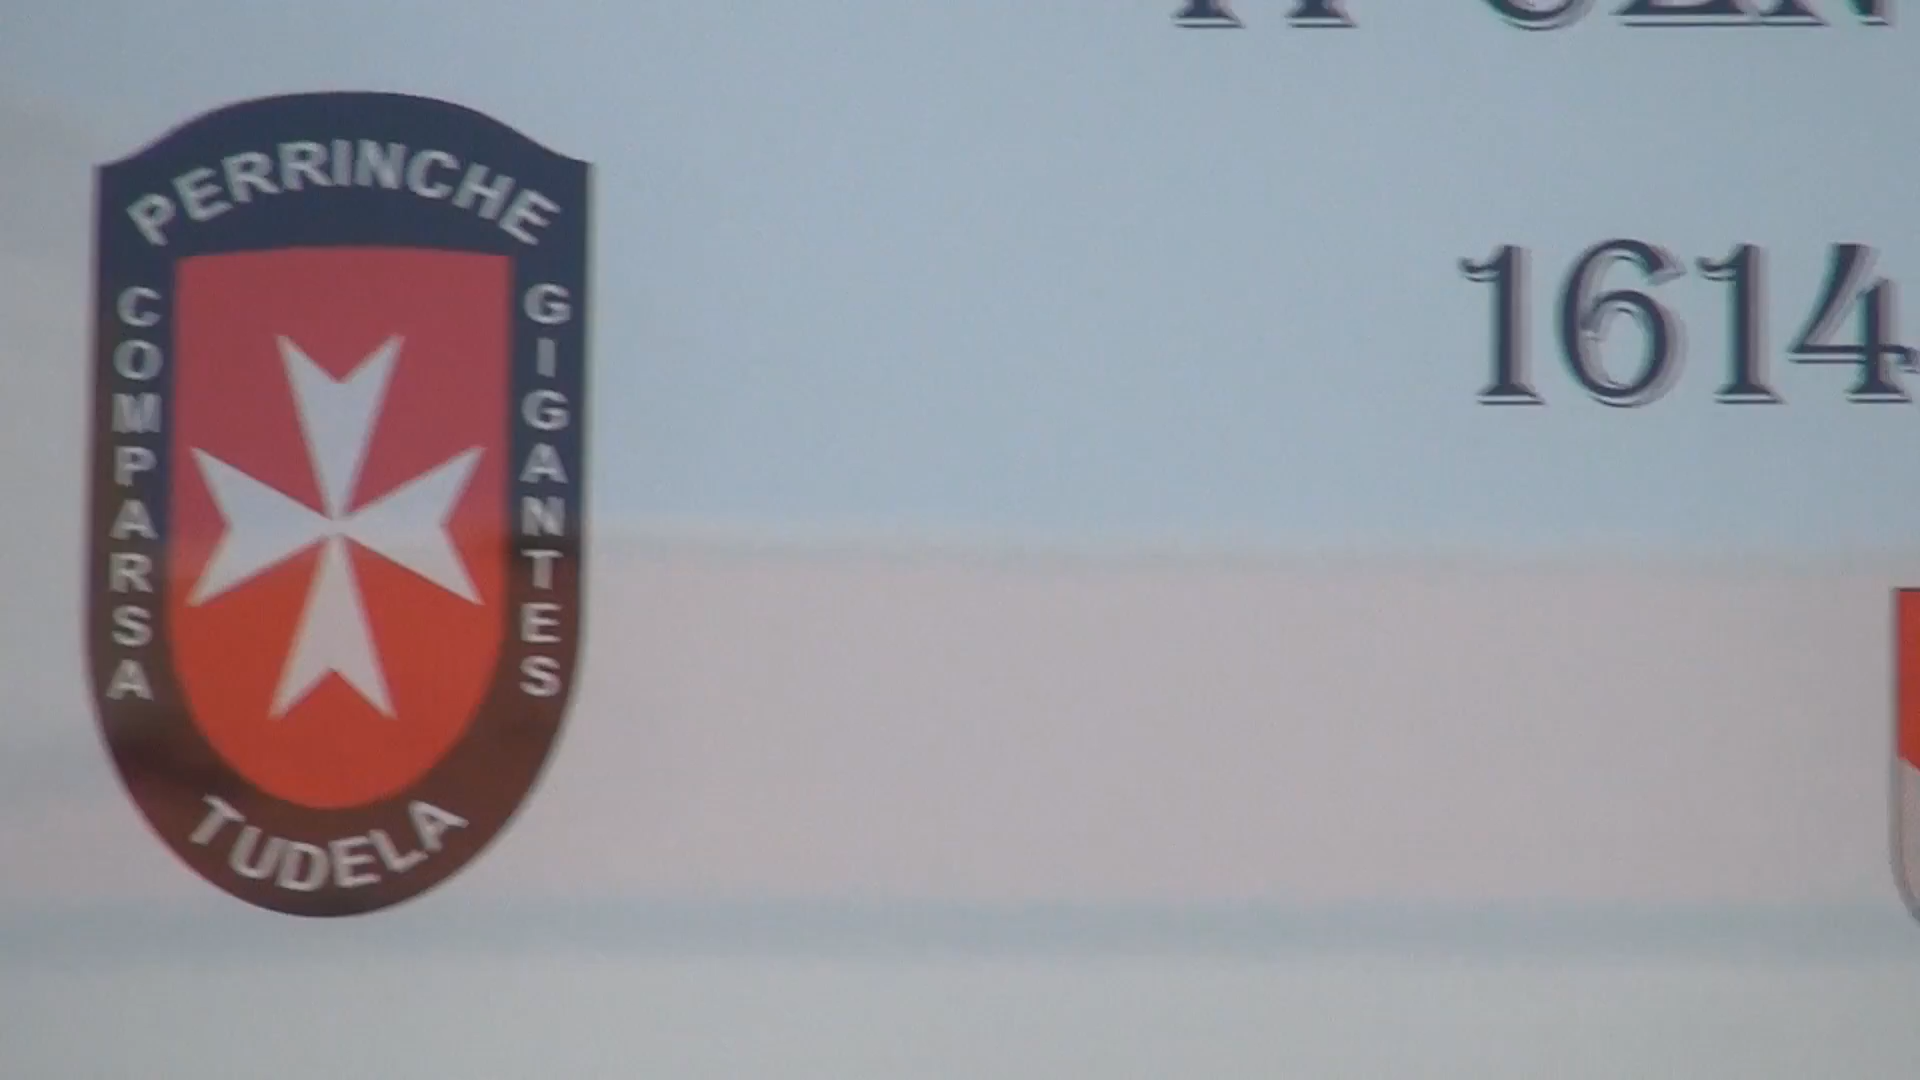 PERRINCHE
COMPARSA
GIGANTES
TUDELA
1614